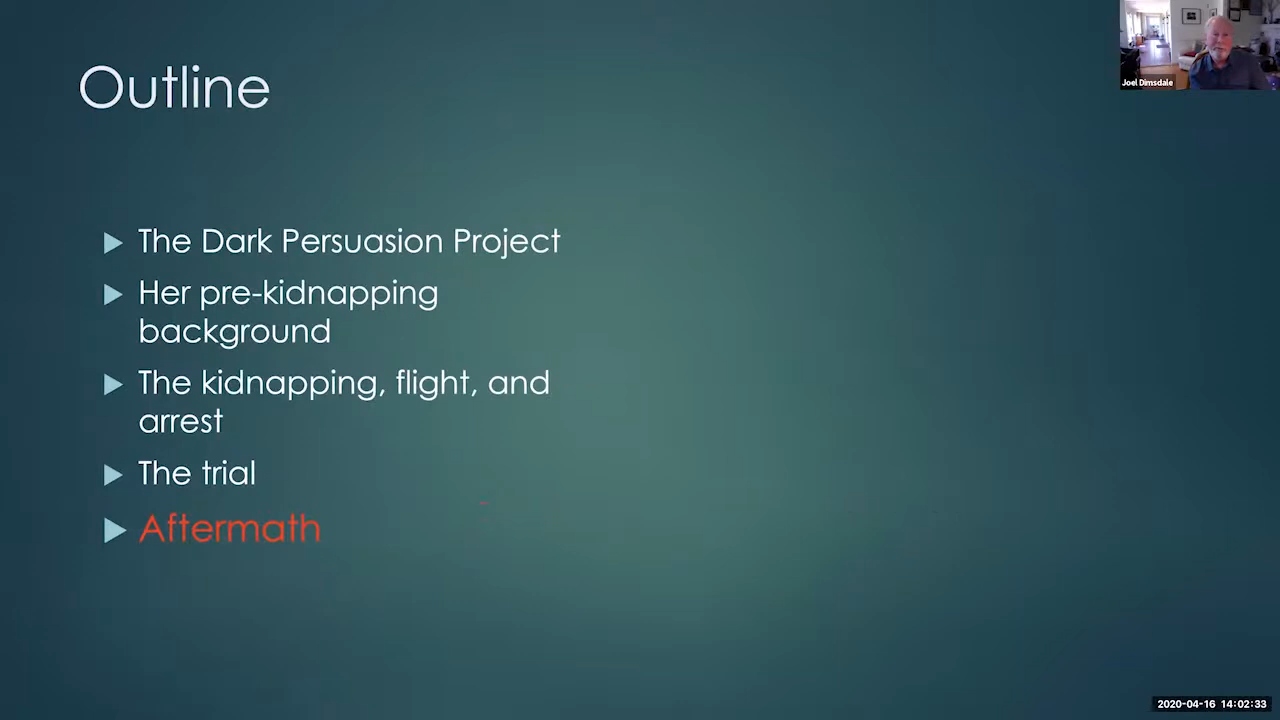 Outline
Joel Dimsdale
The Dark Persuasion Project
Her pre-kidnapping
background
The kidnapping, flight, and
arrest
The trial
Aftermath
2020-04-16 14:02:33